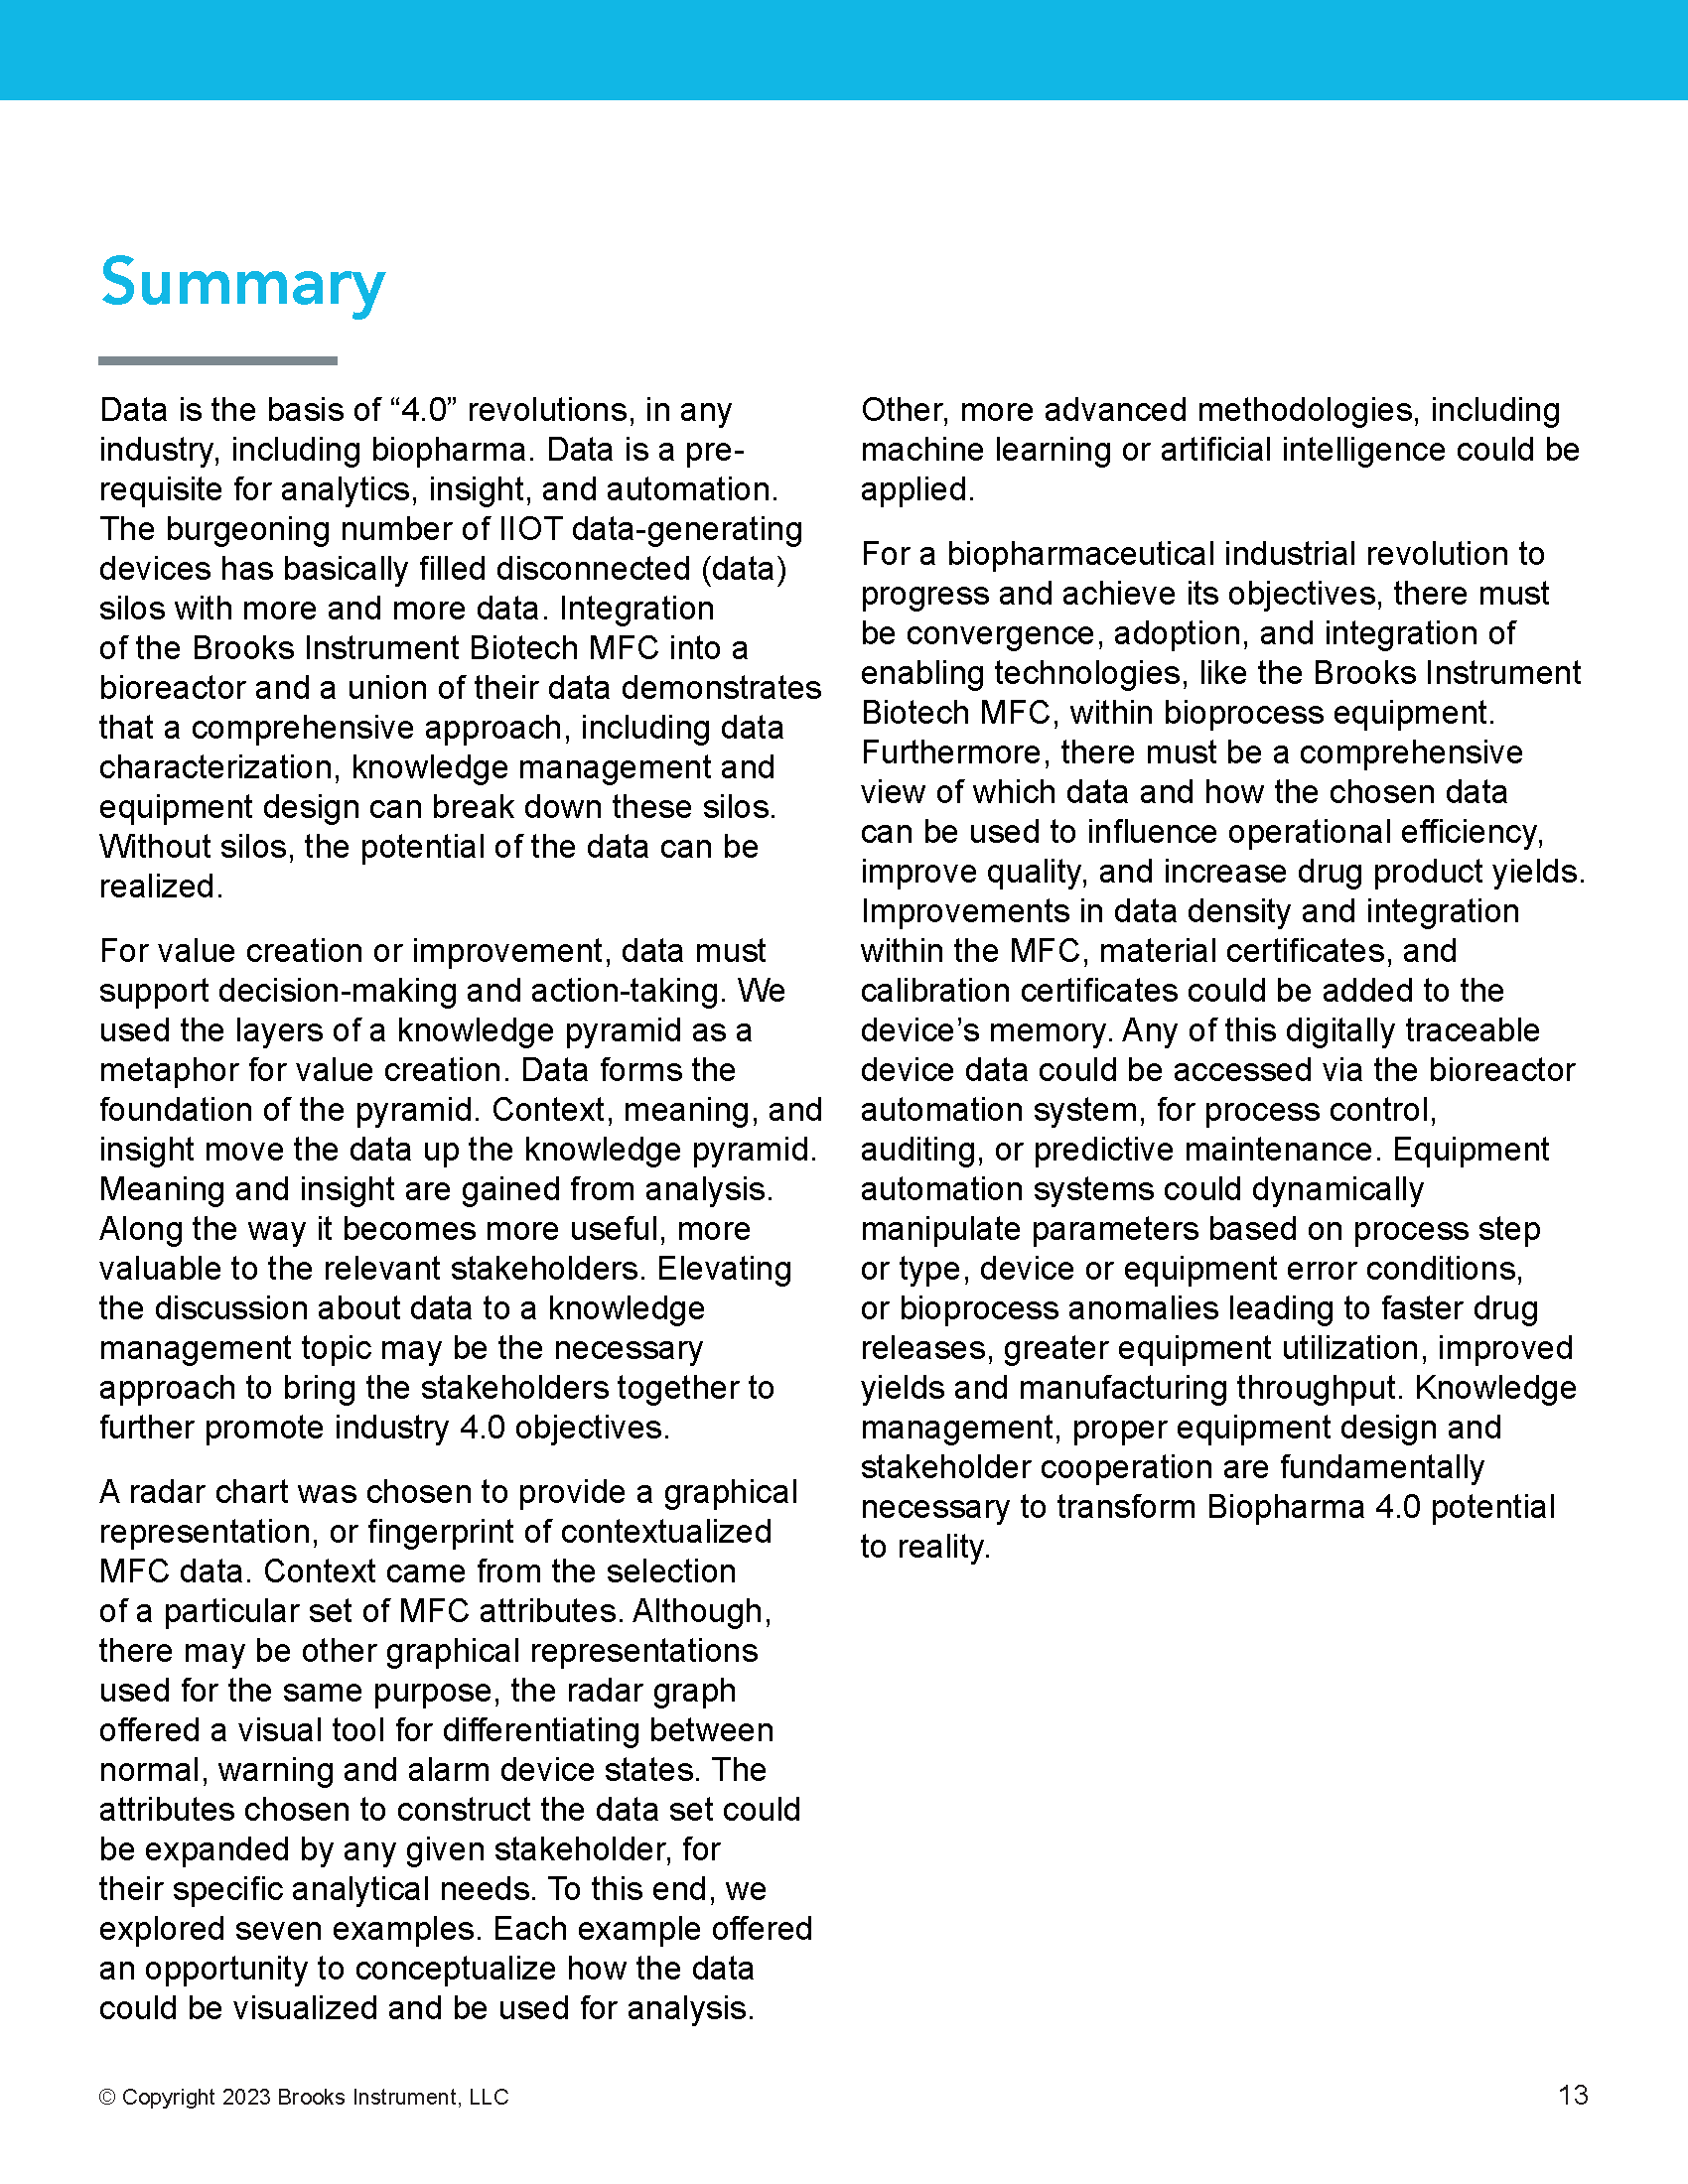 Summary
Data is the basis of “4.0” revolutions, in any
industry, including biopharma. Data is a pre-
requisite for analytics, insight, and automation.
The burgeoning number of IIOT data-generating
devices has basically filled disconnected (data)
silos with more and more data. Integration
of the Brooks Instrument Biotech MFC into a
bioreactor and a union of their data demonstrates
that a comprehensive approach, including data
characterization, knowledge management and
equipment design can break down these silos.
Without silos, the potential of the data can be
realized.
For value creation or improvement, data must
support decision-making and action-taking. We
used the layers of a knowledge pyramid as a
metaphor for value creation. Data forms the
foundation of the pyramid. Context, meaning, and
insight move the data up the knowledge pyramid.
Meaning and insight are gained from analysis.
Along the way it becomes more useful, more
valuable to the relevant stakeholders. Elevating
the discussion about data to a knowledge
management topic may be the necessary
approach to bring the stakeholders together to
further promote industry 4.0 objectives.
A radar chart was chosen to provide a graphical
representation, or fingerprint of contextualized
MFC data. Context came from the selection
of a particular set of MFC attributes. Although,
there may be other graphical representations
used for the same purpose, the radar graph
offered a visual tool for differentiating between
normal, warning and alarm device states. The
attributes chosen to construct the data set could
be expanded by any given stakeholder, for
their specific analytical needs. To this end, we
explored seven examples. Each example offered
an opportunity to conceptualize how the data
could be visualized and be used for analysis.
Other, more advanced methodologies, including
machine learning or artificial intelligence could be
applied.
For a biopharmaceutical industrial revolution to
progress and achieve its objectives, there must
be convergence, adoption, and integration of
enabling technologies, like the Brooks Instrument
Biotech MFC, within bioprocess equipment.
Furthermore, there must be a comprehensive
view of which data and how the chosen data
can be used to influence operational efficiency,
improve quality, and increase drug product yields.
Improvements in data density and integration
within the MFC, material certificates, and
calibration certificates could be added to the
device’s memory. Any of this digitally traceable
device data could be accessed via the bioreactor
automation system, for process control,
auditing, or predictive maintenance. Equipment
automation systems could dynamically
manipulate parameters based on process step
or type, device or equipment error conditions,
or bioprocess anomalies leading to faster drug
releases, greater equipment utilization, improved
yields and manufacturing throughput. Knowledge
management, proper equipment design and
stakeholder cooperation are fundamentally
necessary to transform Biopharma 4.0 potential
to reality.
© Copyright 2023 Brooks Instrument, LLC
13